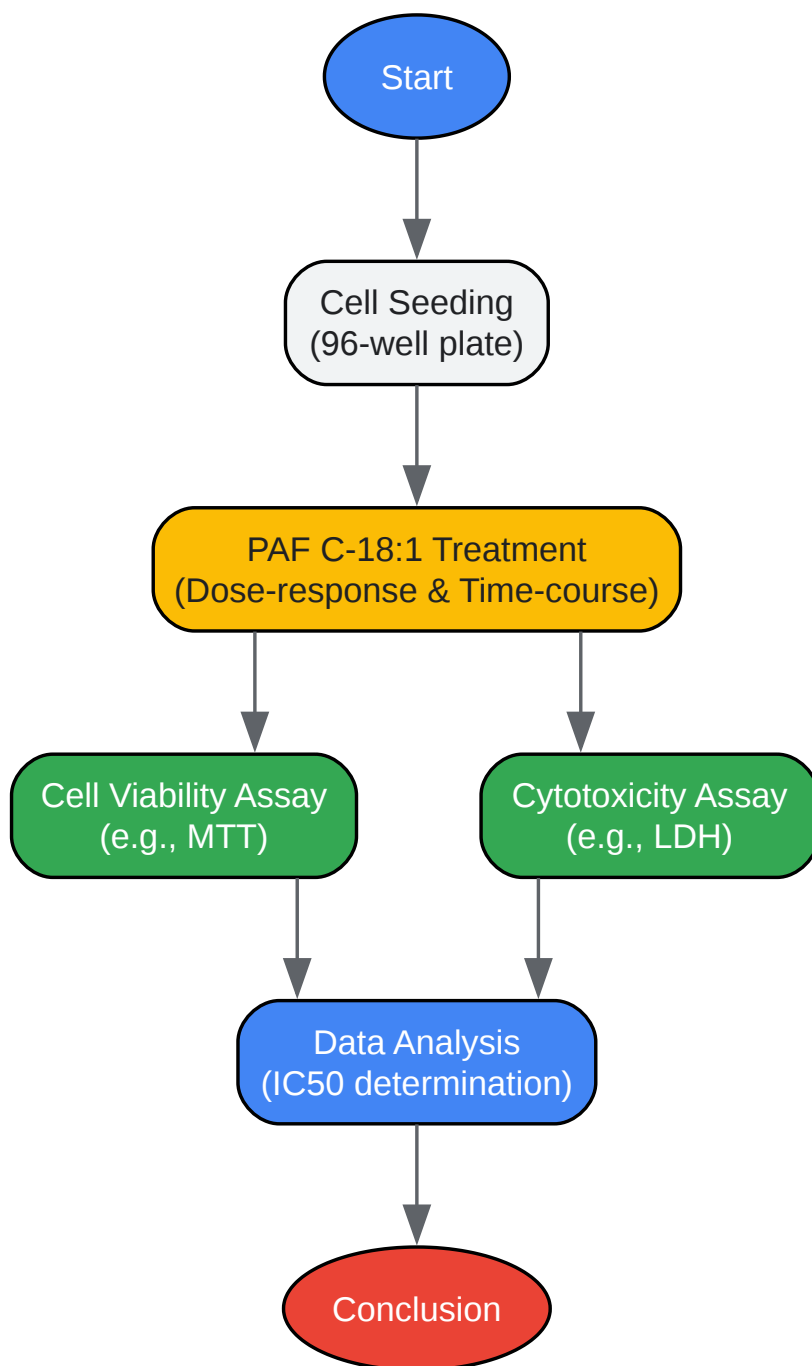 Start
Cell Seeding
(96-well plate)
PAF C-18:1 Treatment
(Dose-response & Time-course)
Cell Viability Assay
(e.g., MTT)
Cytotoxicity Assay
(e.g., LDH)
Data Analysis
(IC50 determination)
Conclusion